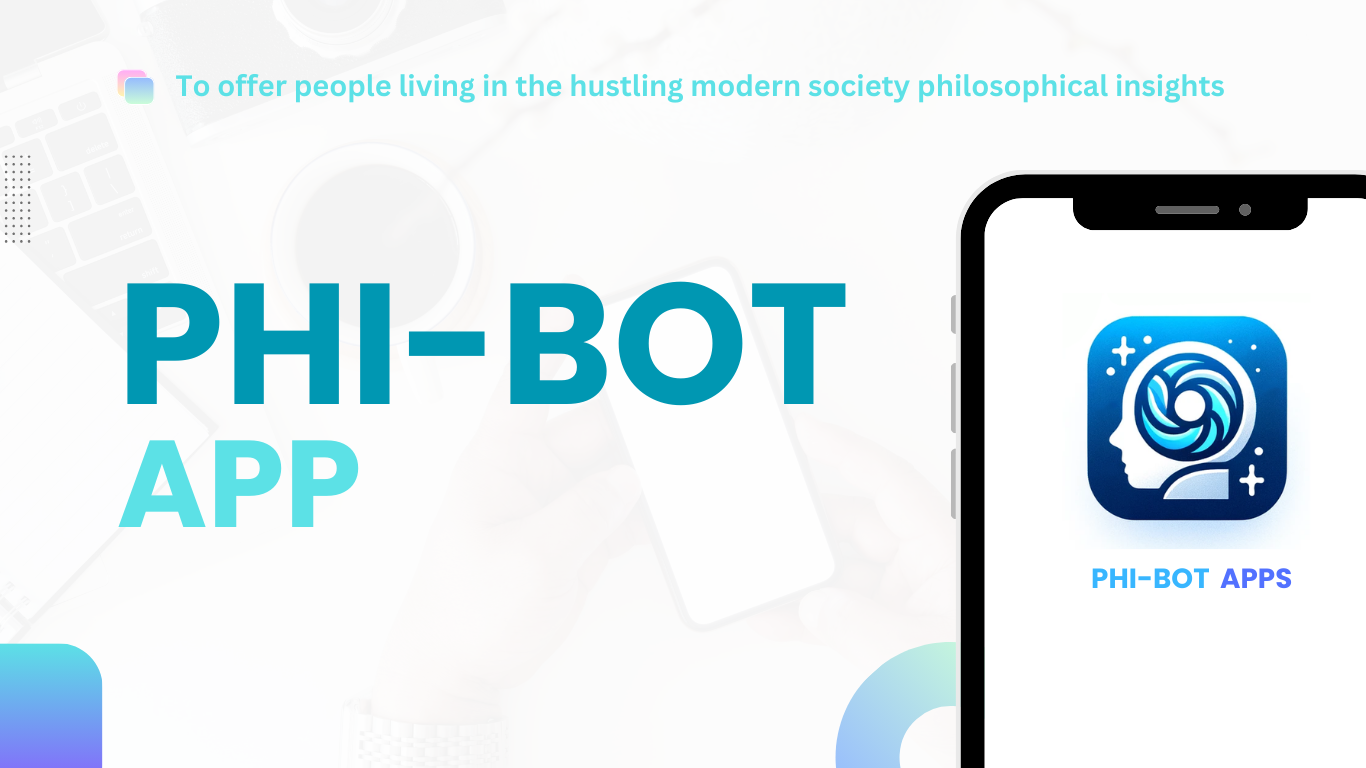 To offer people living in the hustling modern society philosophical insights
PHI-BOT
APP
PHI-BOT APPS